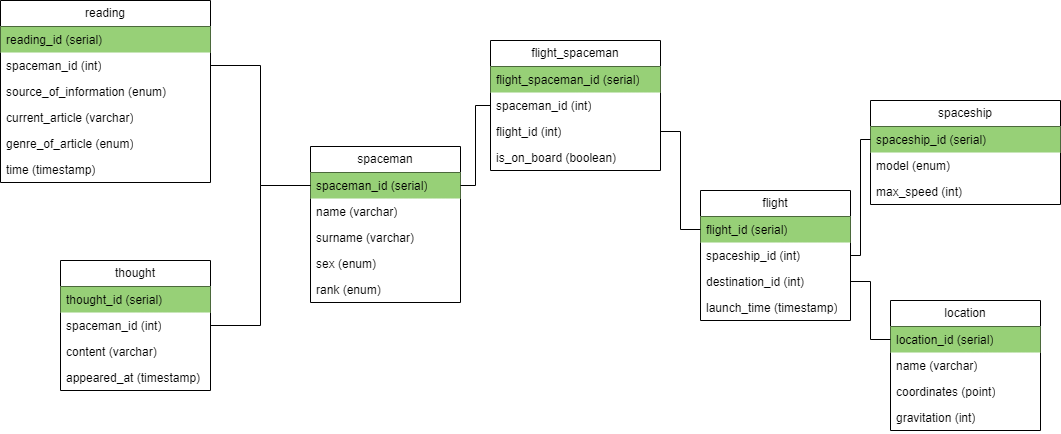 reading
reading_id (serial)
spaceman_id (int)
source_of_information (enum)
current_article (varchar)
genre_of_article (enum)
time (timestamp)
thought
thought_id (serial)
spaceman_id (int)
content (varchar)
appeared_at (timestamp)
spaceman
spaceman_id (serial)
name (varchar)
surname (varchar)
sex (enum)
rank (enum)
flight_spaceman
flight_spaceman_id (serial)
spaceman_id (int)
flight_id (int)
is_on_board (boolean)
flight
flight_id (serial)
spaceship_id (int)
destination_id (int)
launch_time (timestamp)
spaceship
spaceship_id (serial)
model (enum)
max_speed (int)
location
location_id (serial)
name (varchar)
coordinates (point)
gravitation (int)